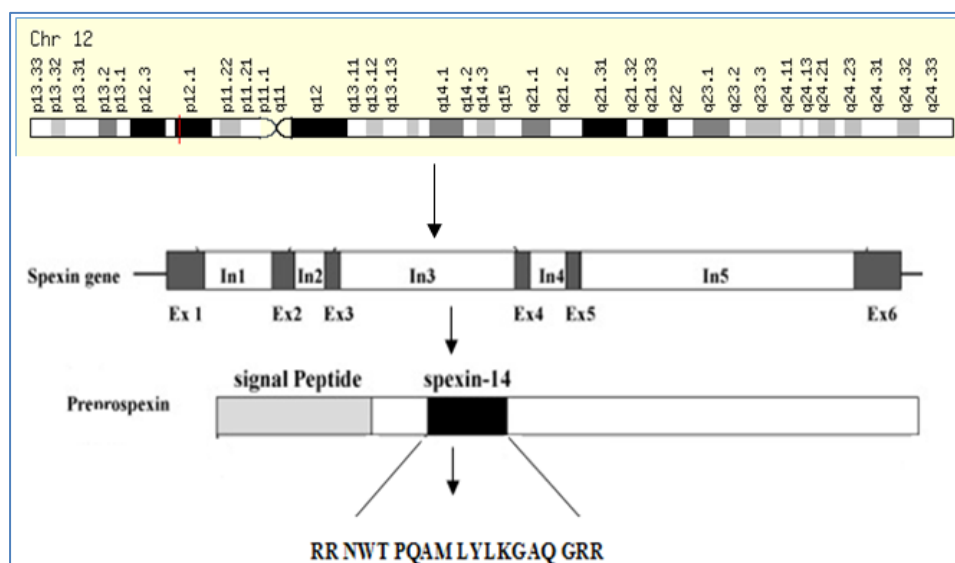 Chr 12
p13.33 p13.32 p13.31 p13.2 p13.1 p12.3 p12.1 p11.22 p11.21 p11.1 q11 q12 q13.11 q13.12 q13.13 q14.1 q14.2 q14.3 q15 q21.1 q21.2 q21.31 q21.32 q21.33 q22 q23.1 q23.2 q23.3 q24.11 q24.13 q24.21 q24.23 q24.31 q24.32 q24.33
Spexin gene In1 In2 In3 In4 In5
Ex 1 Ex2 Ex3 Ex4 Ex5 Ex6
signal Peptide spexin-14
Preprospexin
RR NWT PQAM LYLKGAQ GRR